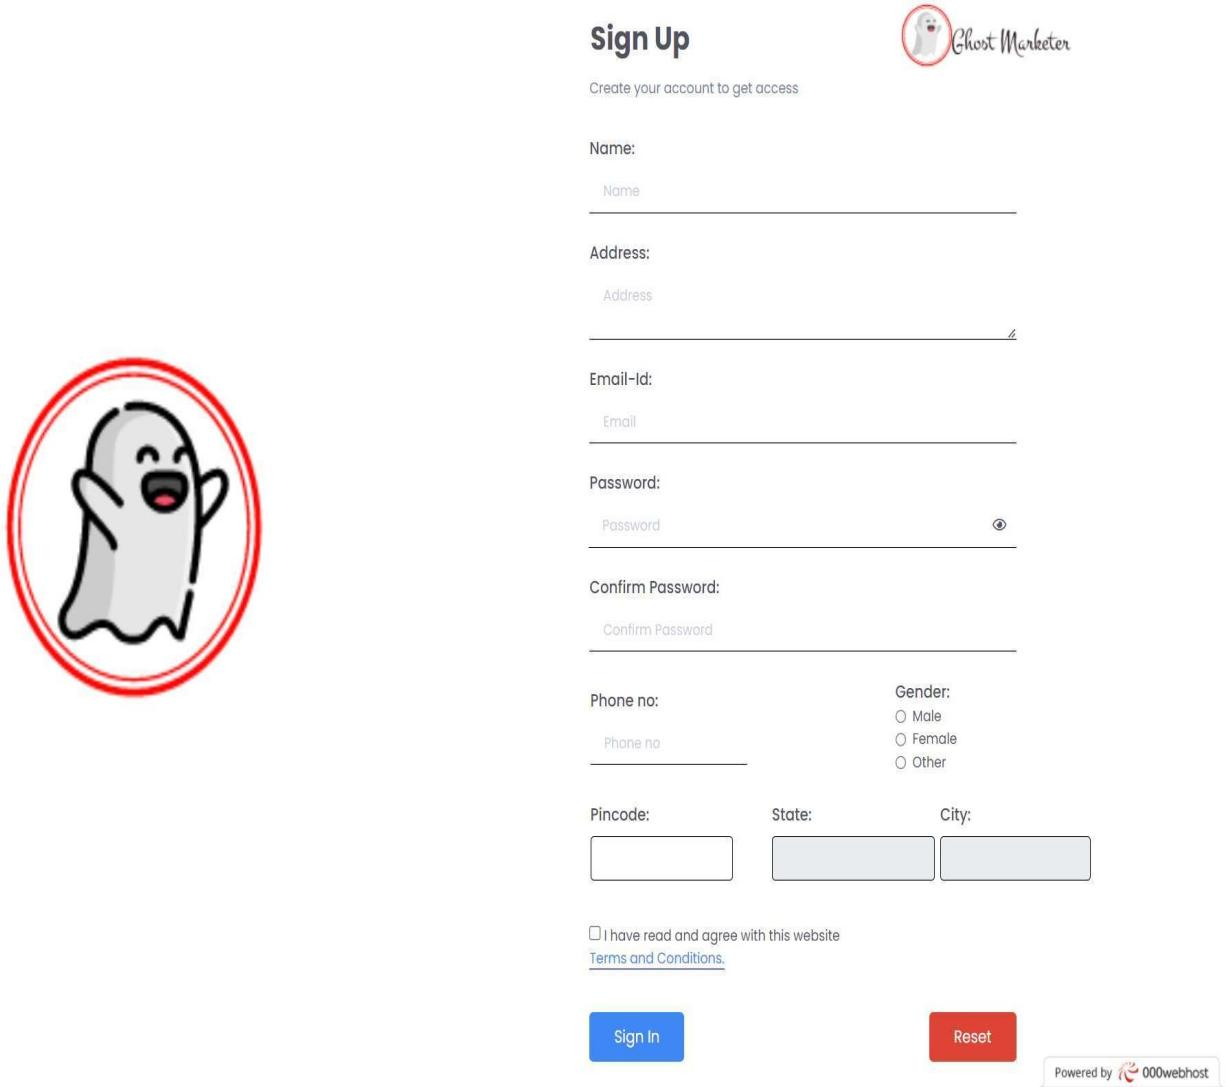 Sign Up
Ghost Marketer
Create your account to get access
Name:
Name
Address:
Address
Email-Id:
Email
Password:
Password
Confirm Password:
Confirm Password
Phone no:
Phone no
Gender:
Male
Female
Other
Pincode:
State:
City:
I have read and agree with this website
Terms and Conditions.
Sign In
Reset
Powered by 000webhost